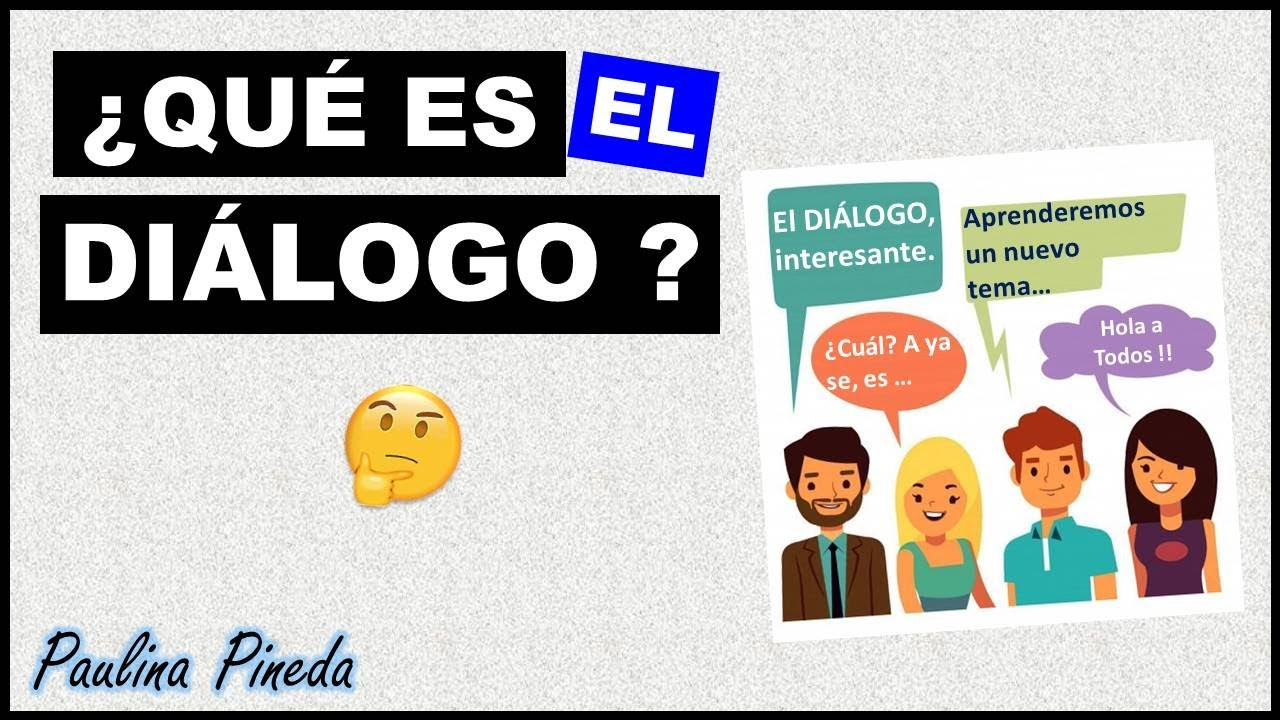 ¿QUÉ ES EL
DIÁLOGO ?
El DIÁLOGO,
interesante.
Aprenderemos
un nuevo
tema...
¿Cuál? A ya
se, es ...
Hola a
Todos !!
Paulina Pineda